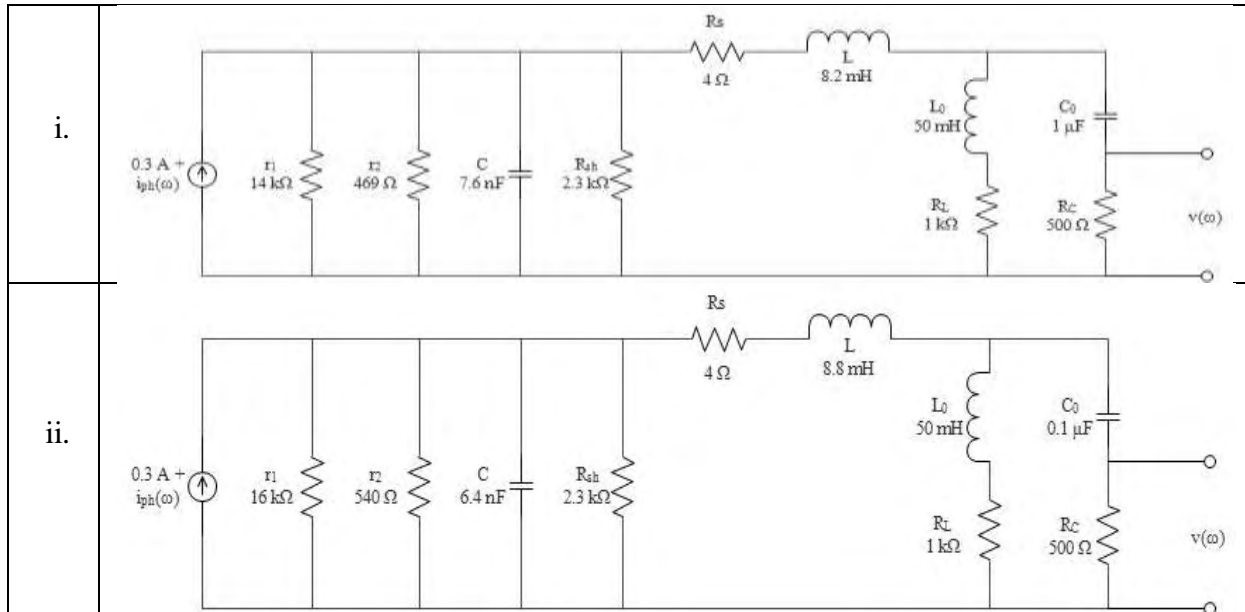 i.
0.3 A +
iph(ω)
r1
14 kΩ
r2
469 Ω
C
7.6 nF
Rsh
2.3 kΩ
Rs
4 Ω
L
8.2 mH
L0
50 mH
RL
1 kΩ
C0
1 μF
RC
500 Ω
v(ω)
ii.
0.3 A +
iph(ω)
r1
16 kΩ
r2
540 Ω
C
6.4 nF
Rsh
2.3 kΩ
Rs
4 Ω
L
8.8 mH
L0
50 mH
RL
1 kΩ
C0
0.1 μF
RC
500 Ω
v(ω)